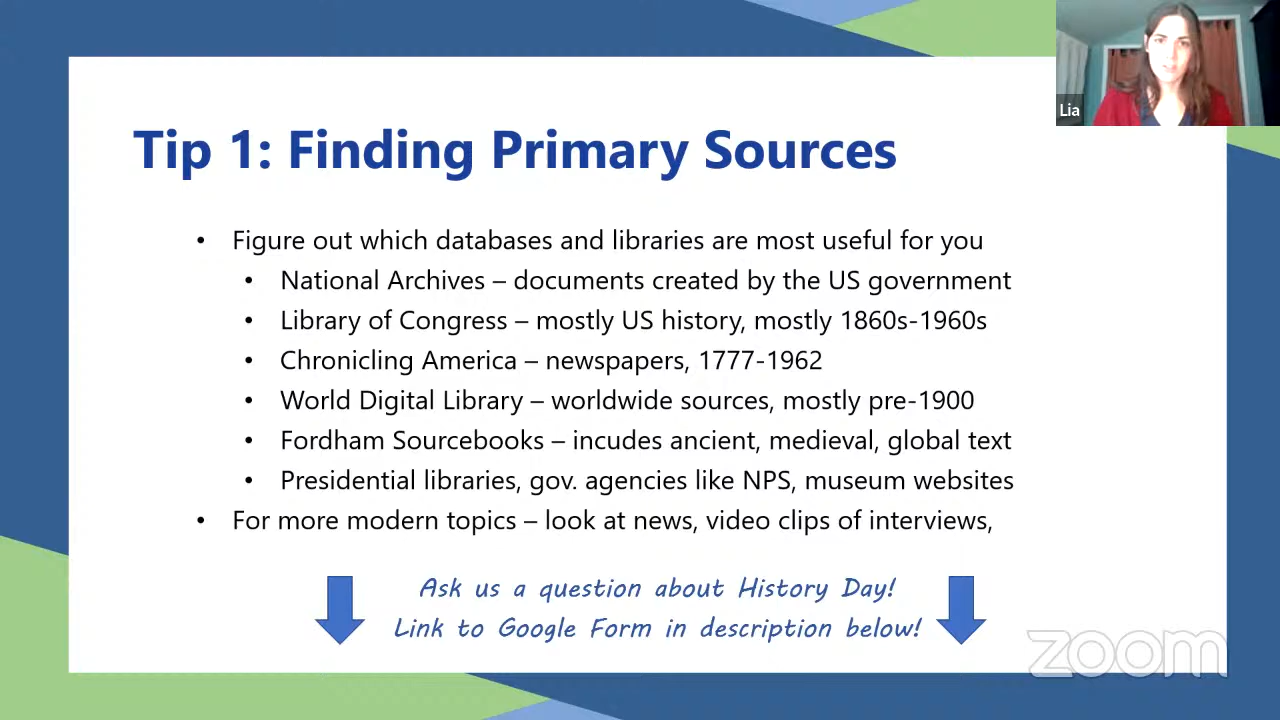 Lia
Tip 1: Finding Primary Sources
• Figure out which databases and libraries are most useful for you
• National Archives – documents created by the US government
• Library of Congress – mostly US history, mostly 1860s-1960s
• Chronicling America – newspapers, 1777-1962
• World Digital Library – worldwide sources, mostly pre-1900
• Fordham Sourcebooks – incudes ancient, medieval, global text
• Presidential libraries, gov. agencies like NPS, museum websites
• For more modern topics – look at news, video clips of interviews,
Ask us a question about History Day!
Link to Google Form in description below!
zoom